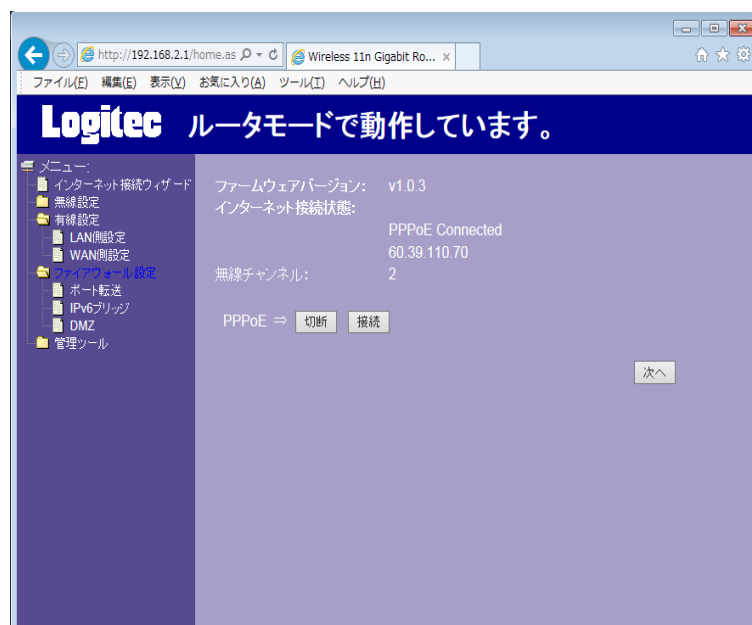 http://192.168.2.1/home.as
Wireless 11n Gigabit Ro...
ファイル(F) 編集(E) 表示(V) お気に入り(A) ツール(T) ヘルプ(H)
Logitec ルータモードで動作しています。
メニュー:
インターネット接続ウィザード
無線設定
有線設定
LAN側設定
WAN側設定
ファイアウォール設定
ポート転送
IPv6ブリッジ
DMZ
管理ツール
ファームウェアバージョン: v1.0.3
インターネット接続状態:
PPPoE Connected
60.39.110.70
無線チャンネル: 2
PPPoE ⇒ 切断 接続
次へ